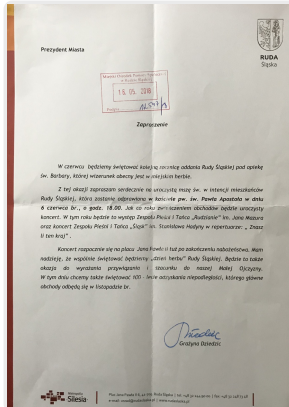 Prezydent Miasta
RUDA
Śląska
18. 05. 2018
Zaproszenie
W czerwcu będziemy świętować kolejną rocznicę oddania Rudy Śląskiej pod opiekę
św. Barbary, której wizerunek obecny jest w miejskim herbie.
Z tej okazji zapraszam serdecznie na uroczystą mszę św. w intencji mieszkańców
Rudy Śląskiej, która zostanie odprawiona w kościele pw. św. Pawła Apostoła w dniu
6 czerwca br., o godz. 18.00. Jak co roku zwieńczeniem obchodów będzie uroczysty
koncert. W tym roku będzie to występ Zespołu Pieśni i Tańca „Rudzianie" im. Jana Mazura
oraz koncert Zespołu Pieśni i Tańca „Śląsk" im. Stanisława Hadyny w repertuarze: „ Znasz
li ten kraj".
Koncert rozpocznie się na placu Jana Pawła II tuż po zakończeniu nabożeństwa. Mam
nadzieję, że wspólnie świętować będziemy „dzień herbu" Rudy Śląskiej. Będzie to także
okazja do wyrażania przywiązania i szacunku do naszej Małej Ojczyzny.
W tym dniu chcemy także świętować 100 - lecie odzyskania niepodległości, którego główne
obchody odbędą się w listopadzie br.
Grażyna Dziedzic
Silesia